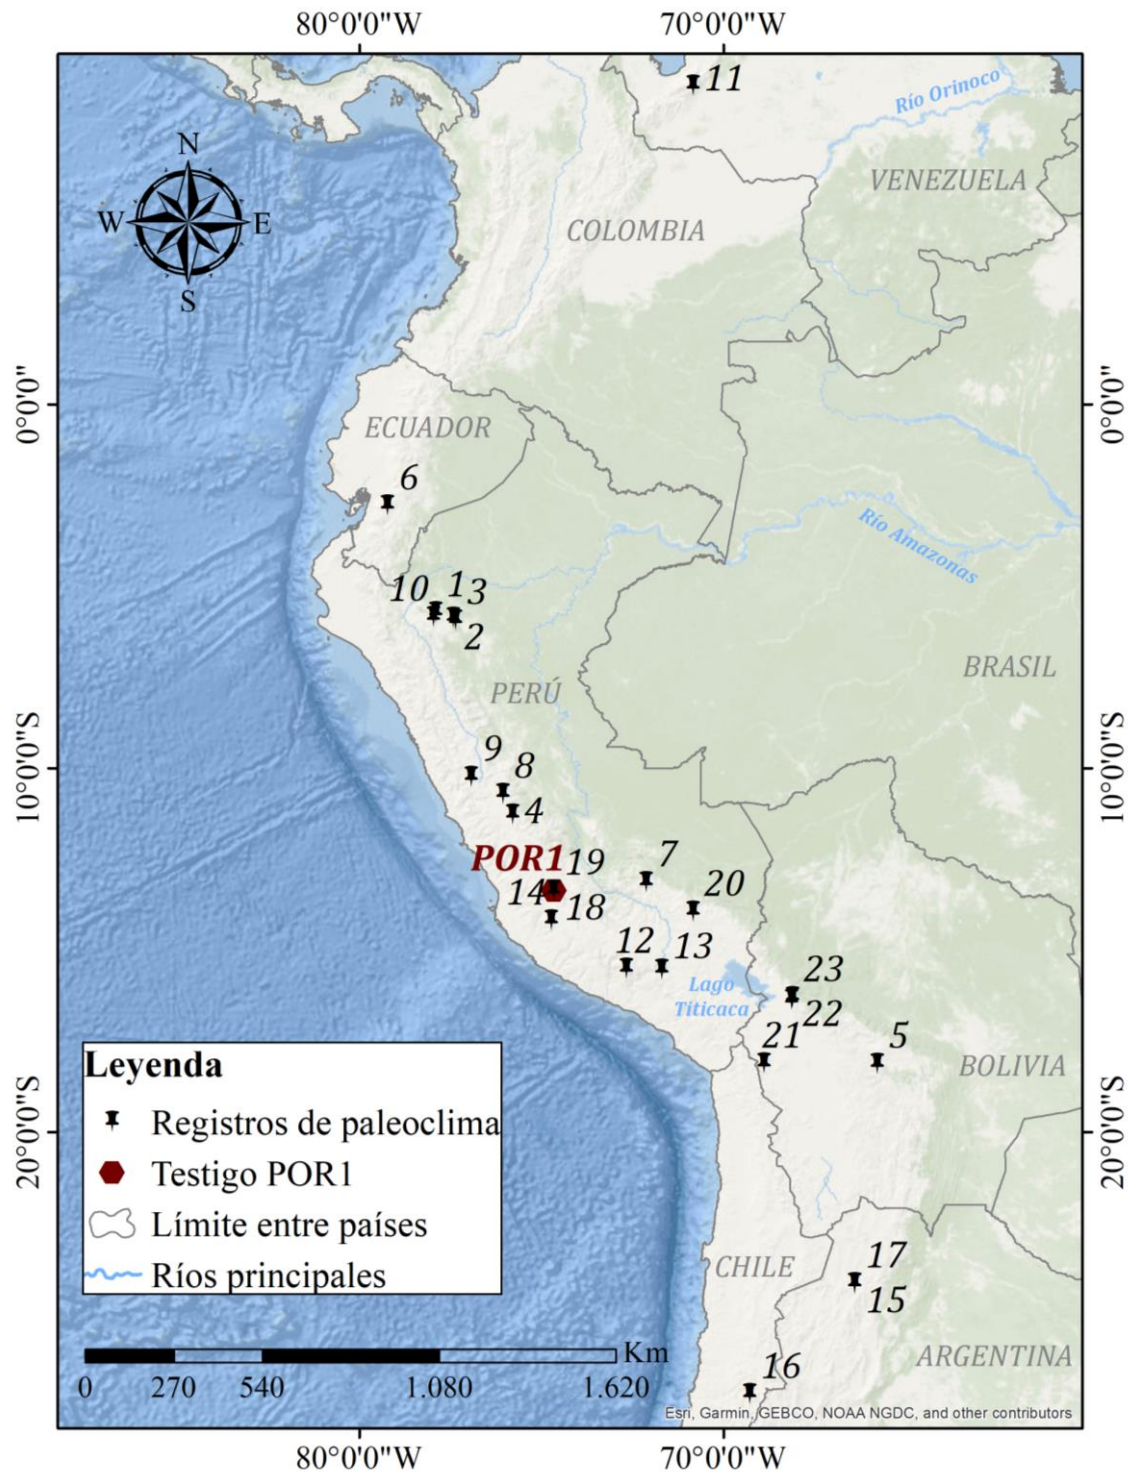 80°0'0"W
70°0'0"W
11
Río Orinoco
N
W
E
S
VENEZUELA
COLOMBIA
0°0'0"
0°0'0"
ECUADOR
6
Río Amazonas
10
1
3
2
BRASIL
PERÚ
10°0'0"S
10°0'0"S
9
8
4
POR1
19
14
18
7
20
12
13
Lago
Titicaca
23
22
21
5
BOLIVIA
Leyenda
Registros de paleoclima
Testigo POR1
Límite entre países
Ríos principales
20°0'0"S
20°0'0"S
CHILE
17
15
ARGENTINA
16
Km
0
270
540
1.080
1.620
Esri, Garmin, GEBCO, NOAA NGDC, and other contributors
80°0'0"W
70°0'0"W